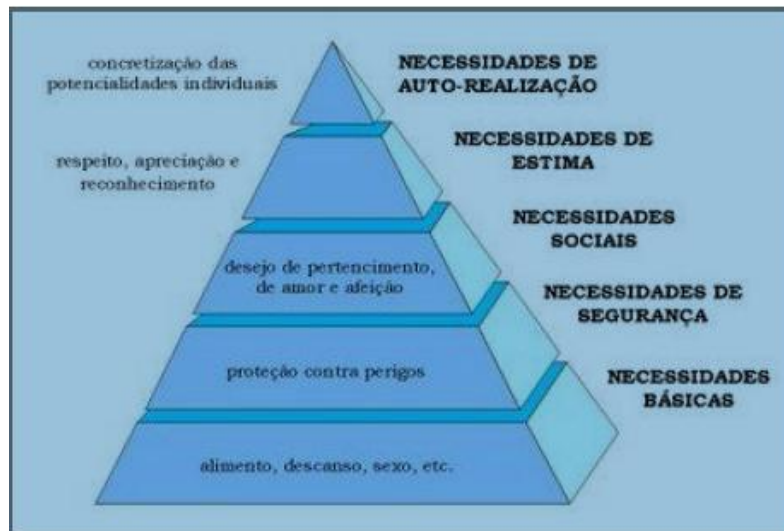 concretização das
potencialidades individuais
NECESSIDADES DE
AUTO-REALIZAÇÃO
respeito, apreciação e
reconhecimento
NECESSIDADES DE
ESTIMA
NECESSIDADES
SOCIAIS
desejo de pertencimento,
de amor e afeição
NECESSIDADES DE
SEGURANÇA
proteção contra perigos
NECESSIDADES
BÁSICAS
alimento, descanso, sexo, etc.